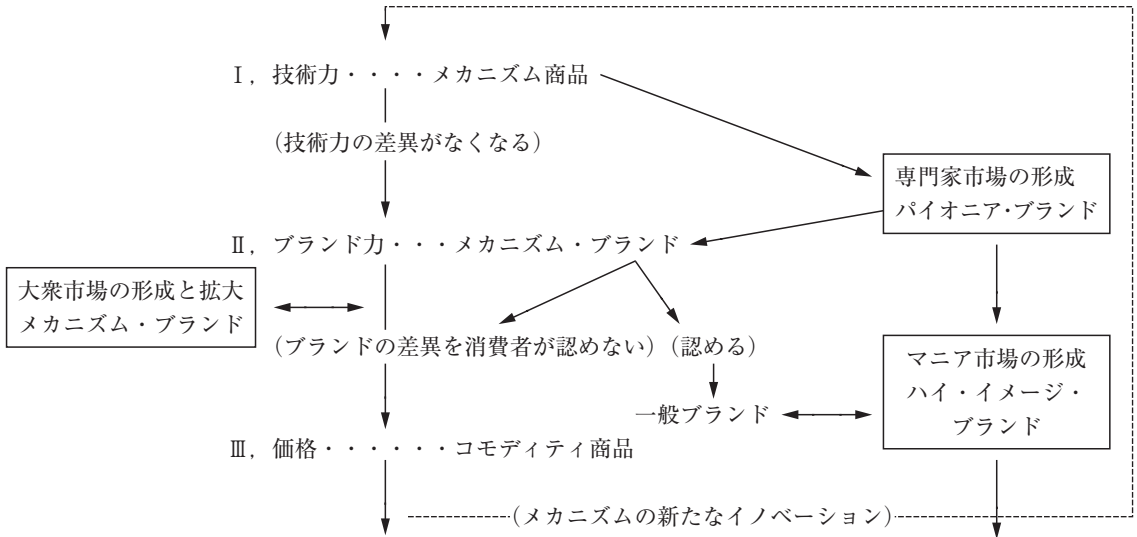 Ⅰ，技術力・・・・メカニズム商品
（技術力の差異がなくなる）
専門家市場の形成
パイオニア・ブランド
Ⅱ，ブランド力・・・メカニズム・ブランド
大衆市場の形成と拡大
メカニズム・ブランド
（ブランドの差異を消費者が認めない）（認める）
マニア市場の形成
ハイ・イメージ・
ブランド
一般ブランド
Ⅲ，価格・・・・・・コモディティ商品
（メカニズムの新たなイノベーション）